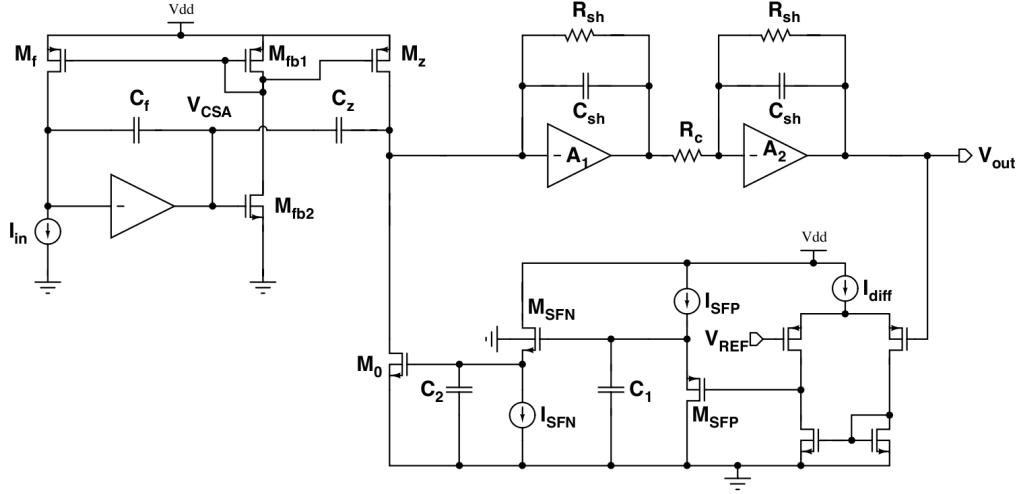 Vdd
R_sh
R_sh
M_f
M_fb1
M_z
C_f
V_CSA
C_z
C_sh
C_sh
R_c
-
A_1
-
A_2
V_out
-
M_fb2
I_in
Vdd
M_SFN
I_SFP
I_diff
V_REF
M_0
C_2
I_SFN
C_1
M_SFP